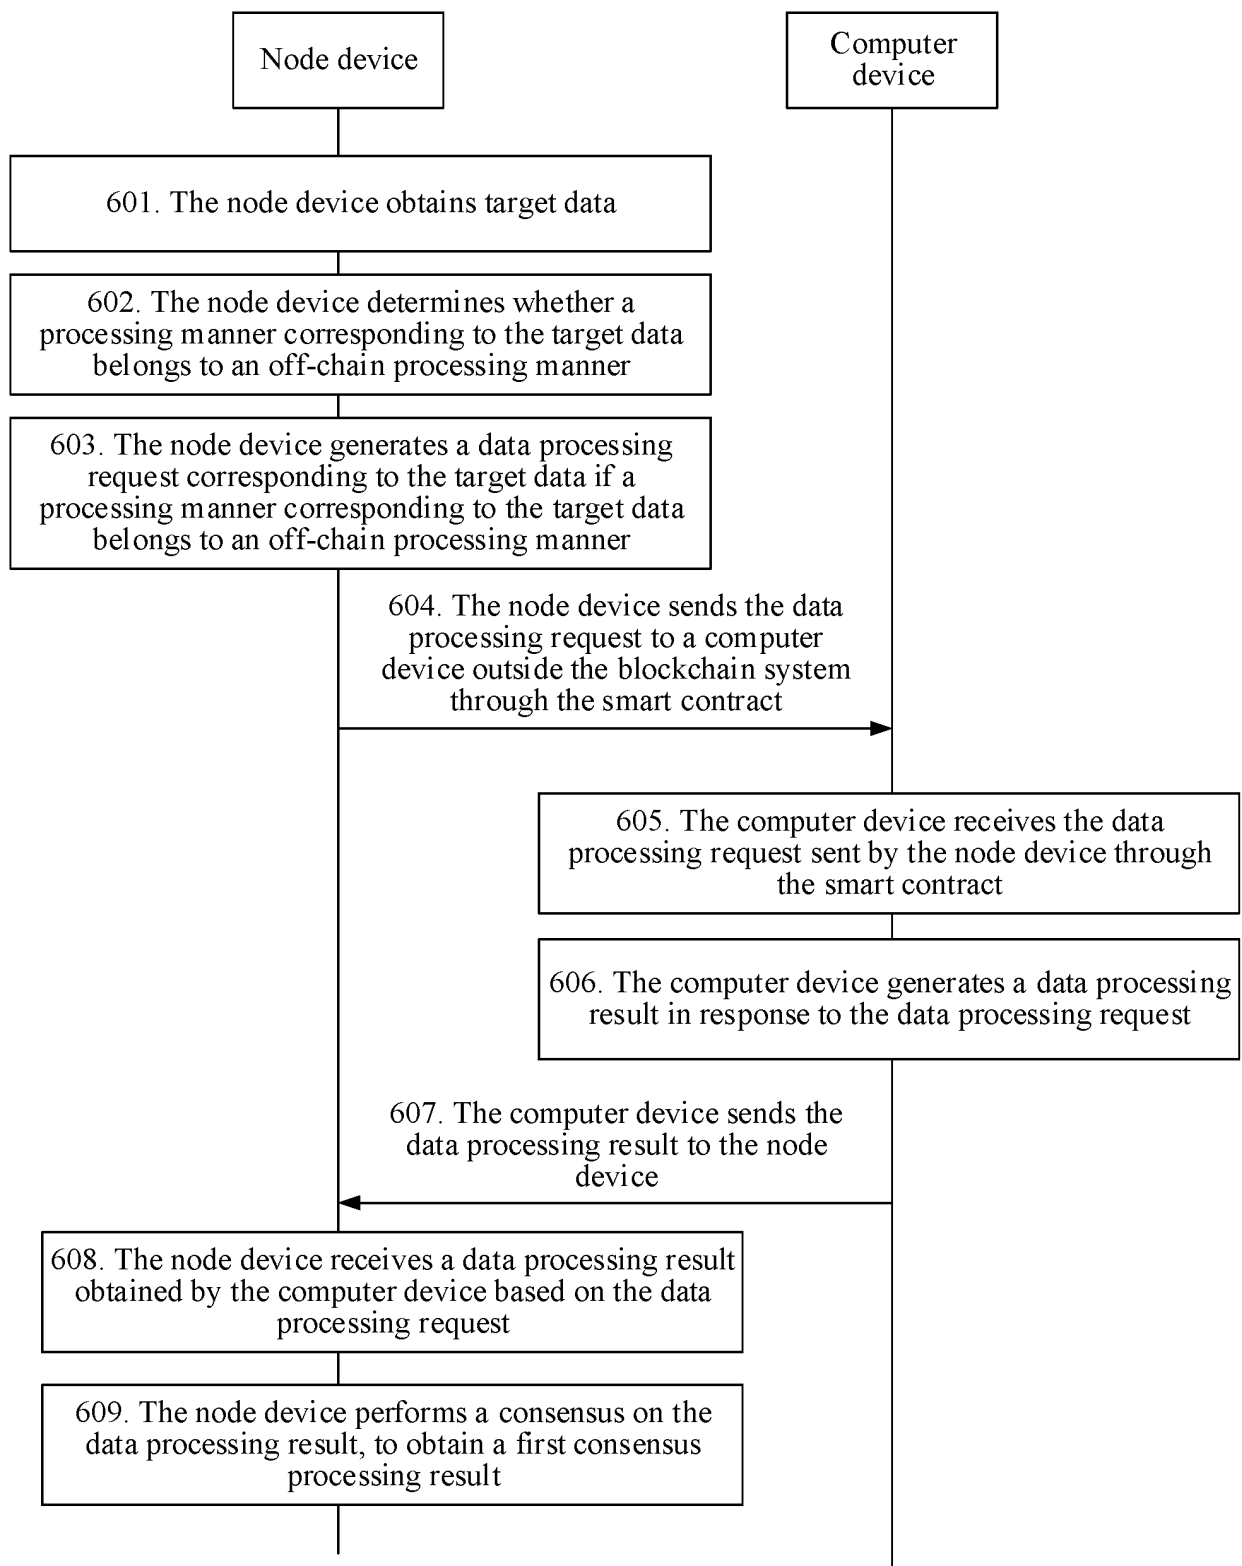 Node device
Computer
device
601. The node device obtains target data
602. The node device determines whether a
processing manner corresponding to the target data
belongs to an off-chain processing manner
603. The node device generates a data processing
request corresponding to the target data if a
processing manner corresponding to the target data
belongs to an off-chain processing manner
604. The node device sends the data
processing request to a computer
device outside the blockchain system
through the smart contract
605. The computer device receives the data
processing request sent by the node device through
the smart contract
606. The computer device generates a data processing
result in response to the data processing request
607. The computer device sends the
data processing result to the node
device
608. The node device receives a data processing result
obtained by the computer device based on the data
processing request
609. The node device performs a consensus on the
data processing result, to obtain a first consensus
processing result